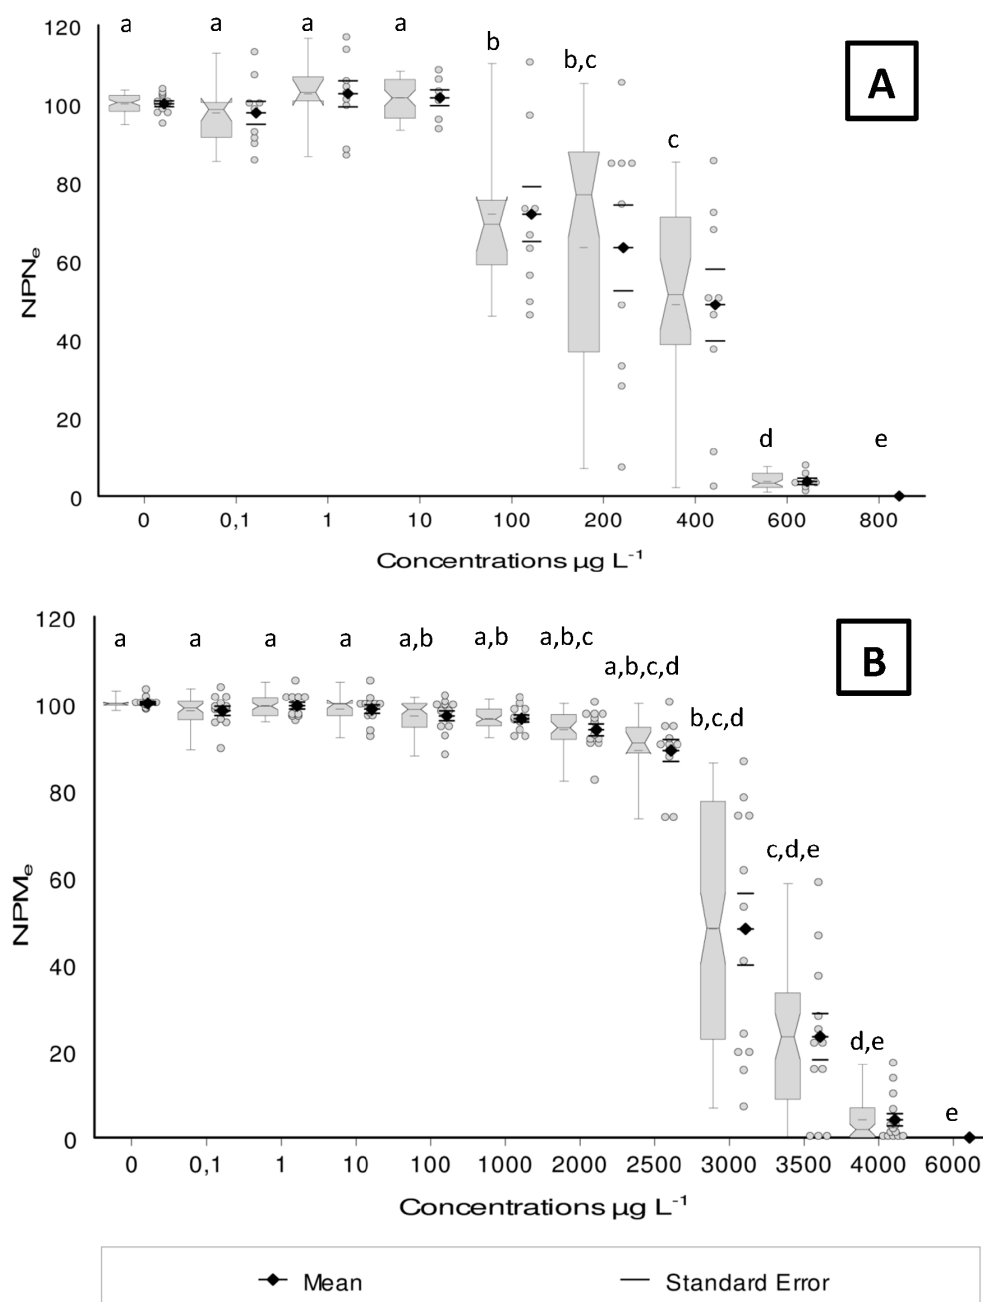 120
a
a
a
a
b
b,c
A
100
c
80
60
NPNe
40
20
d
e
0
0 0,1 1 10 100 200 400 600 800
Concentrations µg L-1
120
a
a
a
a
a,b
a,b
a,b,c
a,b,c,d
B
100
b,c,d
80
c,d,e
60
NPMe
40
20
d,e
e
0
0 0,1 1 10 100 1000 2000 2500 3000 3500 4000 6000
Concentrations µg L-1
Mean Standard Error